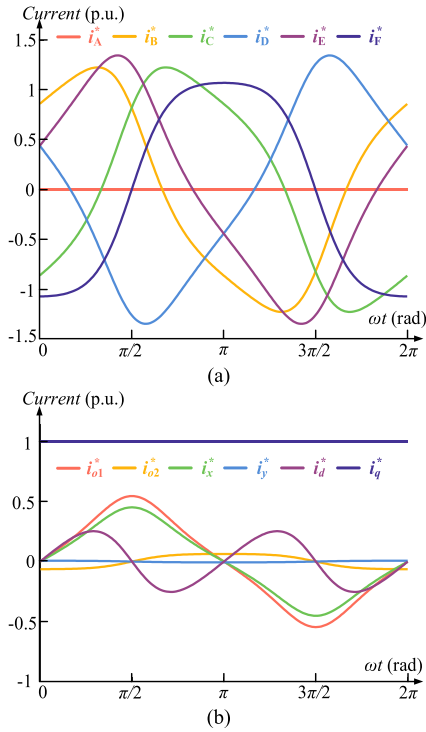 Current (p.u.)
i*A i*B i*C i*D i*E i*F
1.5
1
0.5
0
-0.5
-1
-1.5
ωt (rad)
0 π/2 π 3π/2 2π
(a)
Current (p.u.)
1
i*o1 i*o2 i*x i*y i*d i*q
0.5
0
-0.5
ωt (rad)
-1
0 π/2 π 3π/2 2π
(b)